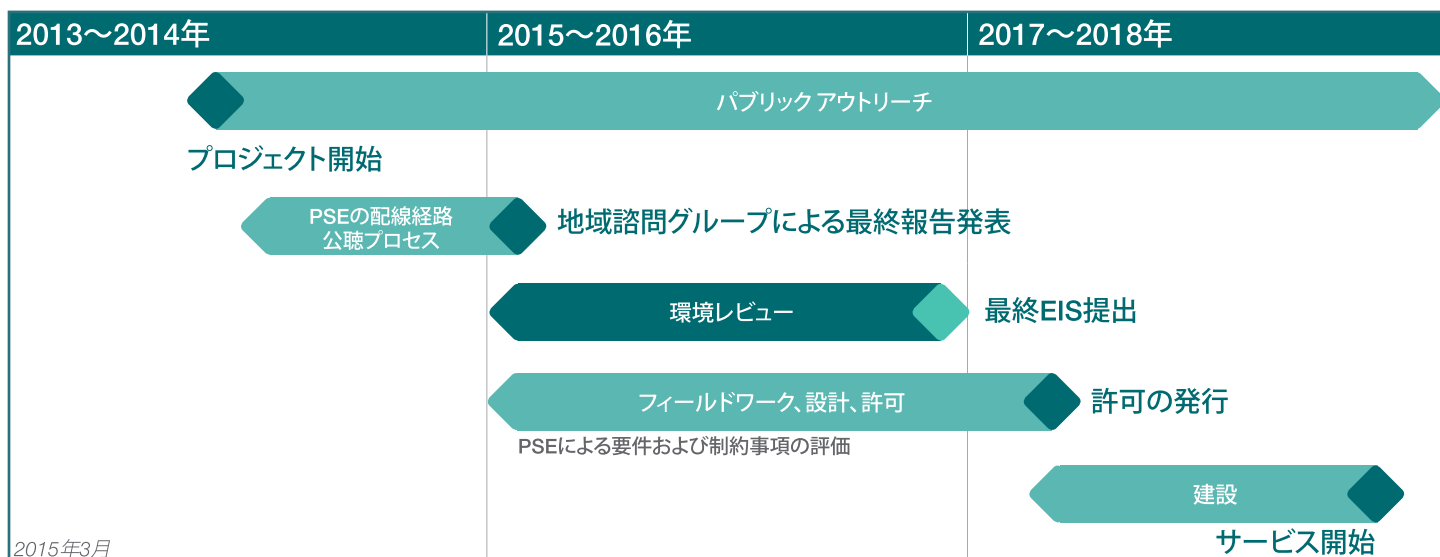 2013〜2014年
2015〜2016年
2017〜2018年
パブリック アウトリーチ
プロジェクト開始
PSEの配線経路
公聴プロセス
地域諮問グループによる最終報告発表
環境レビュー
最終EIS提出
フィールドワーク、設計、許可
許可の発行
PSEによる要件および制約事項の評価
建設
サービス開始
2015年3月